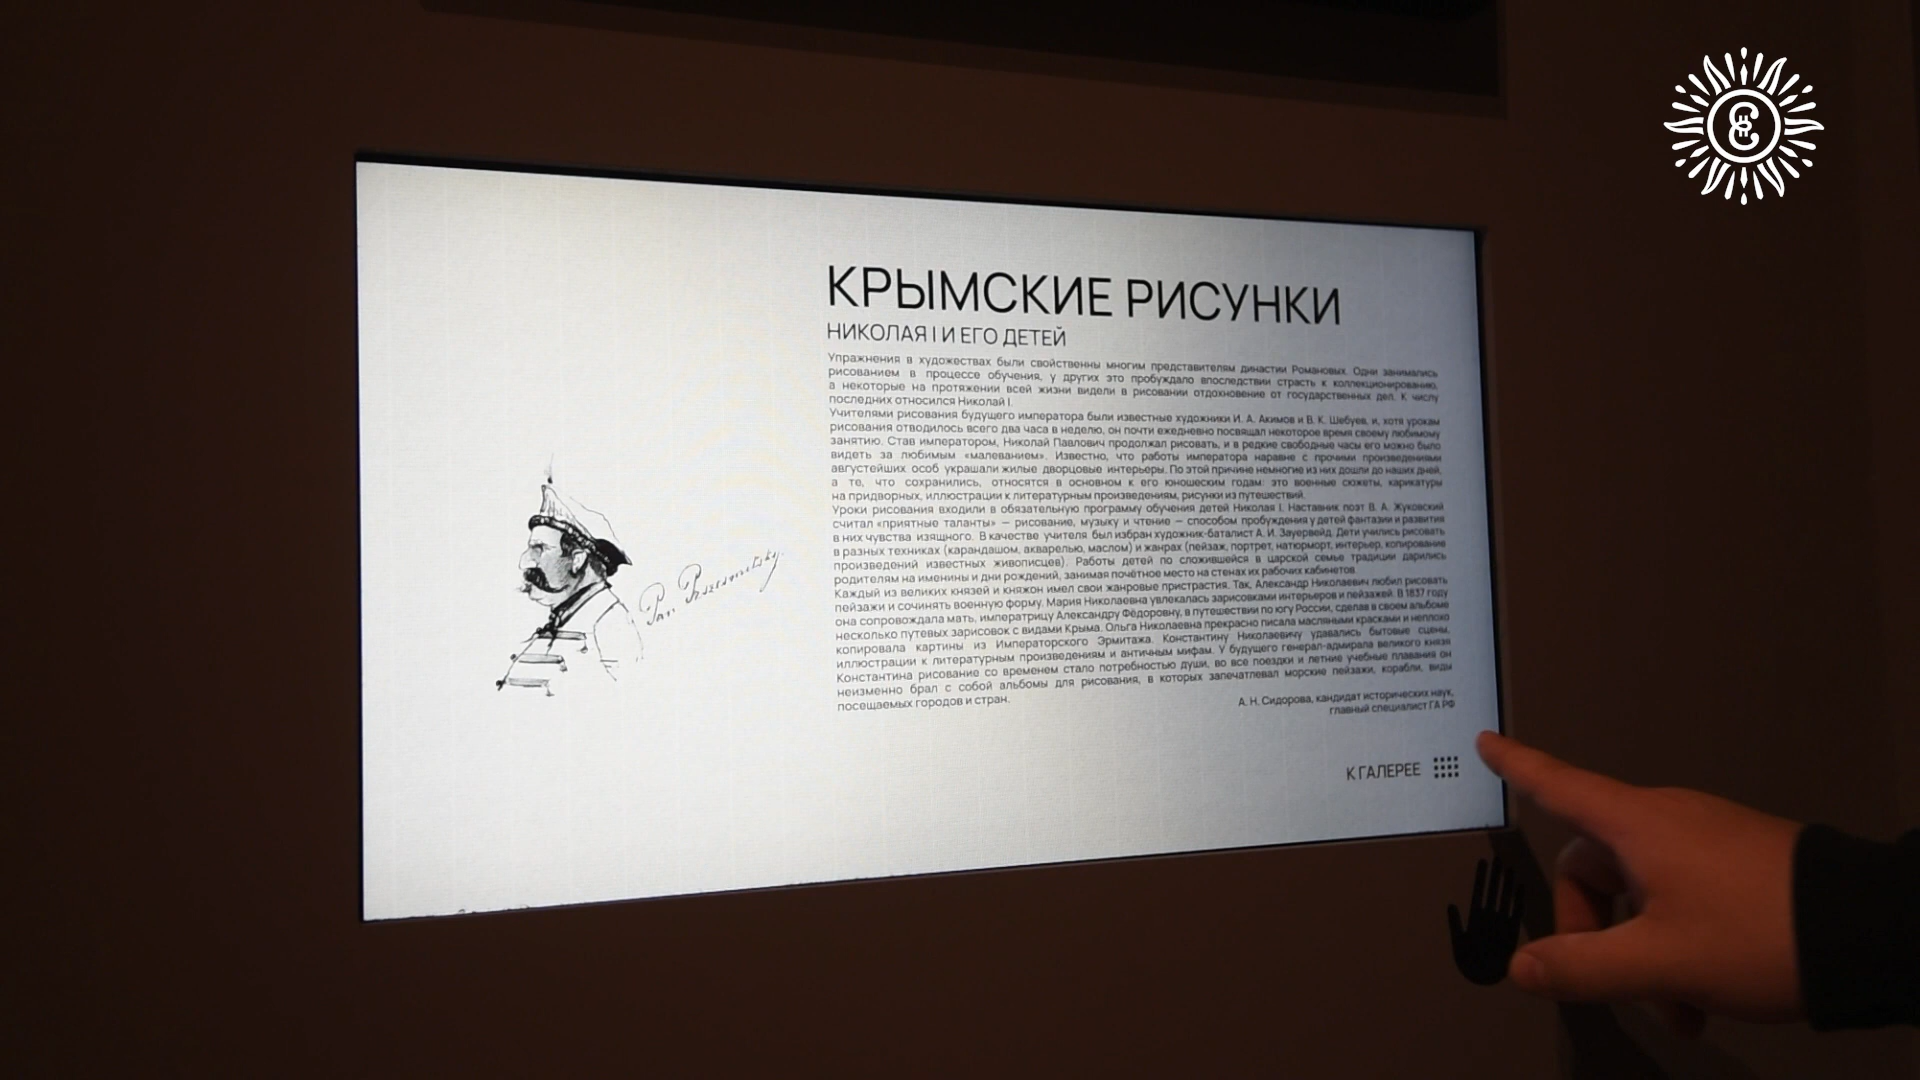 КРЫМСКИЕ РИСУНКИ
НИКОЛАЯ I И ЕГО ДЕТЕЙ
Упражнения в художествах были свойственны многим представителям династии Романовых. Одни занимались
рисованием в процессе обучения, у других это пробуждало впоследствии страсть к коллекционированию,
а некоторые на протяжении всей жизни видели в рисовании отдохновение от государственных дел. К числу
последних относился Николай I.
Учителями рисования будущего императора были известные художники И. А. Акимов и В. К. Шебуев, и, хотя урокам
рисования отводилось всего два часа в неделю, он почти ежедневно посвящал некоторое время своему любимому
занятию. Став императором, Николай Павлович продолжал рисовать, и в редкие свободные часы его можно было
видеть за любимым «малеванием». Известно, что работы императора наравне с прочими произведениями
августейших особ украшали жилые дворцовые интерьеры. По этой причине немногие из них дошли до наших дней,
а те, что сохранились, относятся в основном к его юношеским годам: это военные сюжеты, карикатуры
на придворных, иллюстрации к литературным произведениям, рисунки из путешествий.
Уроки рисования входили в обязательную программу обучения детей Николая I. Наставник поэт В. А. Жуковский
считал «приятные таланты» — рисование, музыку и чтение — способом пробуждения у детей фантазии и развития
в них чувства изящного. В качестве учителя был избран художник-баталист А. И. Зауервейд. Дети учились рисовать
в разных техниках (карандашом, акварелью, маслом) и жанрах (пейзаж, портрет, натюрморт, интерьер, копирование
произведений известных живописцев). Работы детей по сложившейся в царской семье традиции дарились
родителям на именины и дни рождений, занимая почётное место на стенах их рабочих кабинетов.
Каждый из великих князей и княжон имел свои жанровые пристрастия. Так, Александр Николаевич любил рисовать
пейзажи и сочинять военную форму. Мария Николаевна увлекалась зарисовками интерьеров и пейзажей. В 1837 году
она сопровождала мать, императрицу Александру Фёдоровну, в путешествии по югу России, сделав в своем альбоме
несколько путевых зарисовок с видами Крыма. Ольга Николаевна прекрасно писала масляными красками и неплохо
копировала картины из Императорского Эрмитажа. Константину Николаевичу удавались бытовые сцены,
иллюстрации к литературным произведениям и античным мифам. У будущего генерал-адмирала великого князя
Константина рисование со временем стало потребностью души, во все поездки и летние учебные плавания он
неизменно брал с собой альбомы для рисования, в которых запечатлевал морские пейзажи, корабли, виды
посещаемых городов и стран.
А. Н. Сидорова, кандидат исторических наук,
главный специалист ГА РФ
К ГАЛЕРЕЕ